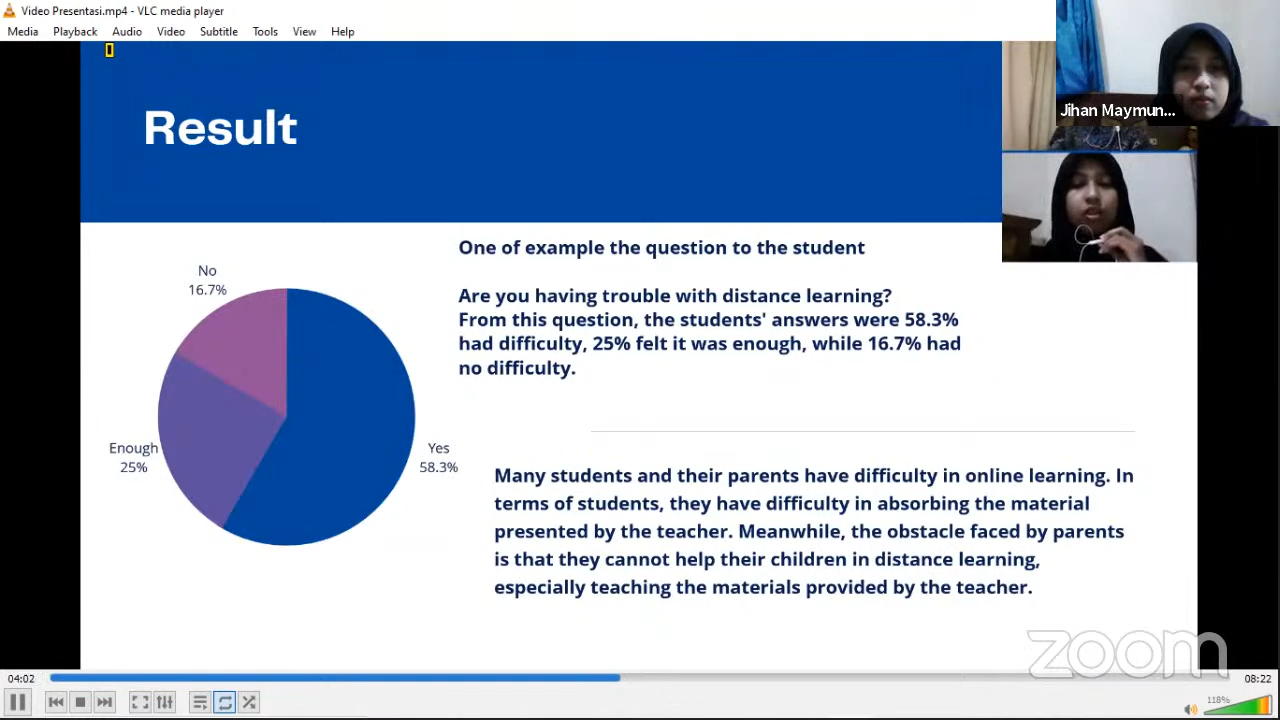 Video Presentasi.mp4 - VLC media player
Media Playback Audio Video Subtitle Tools View Help
Jihan Maymun...
Result
One of example the question to the student
No
16.7%
Are you having trouble with distance learning?
From this question, the students' answers were 58.3%
had difficulty, 25% felt it was enough, while 16.7% had
no difficulty.
Enough
25%
Yes
58.3%
Many students and their parents have difficulty in online learning. In
terms of students, they have difficulty in absorbing the material
presented by the teacher. Meanwhile, the obstacle faced by parents
is that they cannot help their children in distance learning,
especially teaching the materials provided by the teacher.
zoom
04:02
08:22
118%